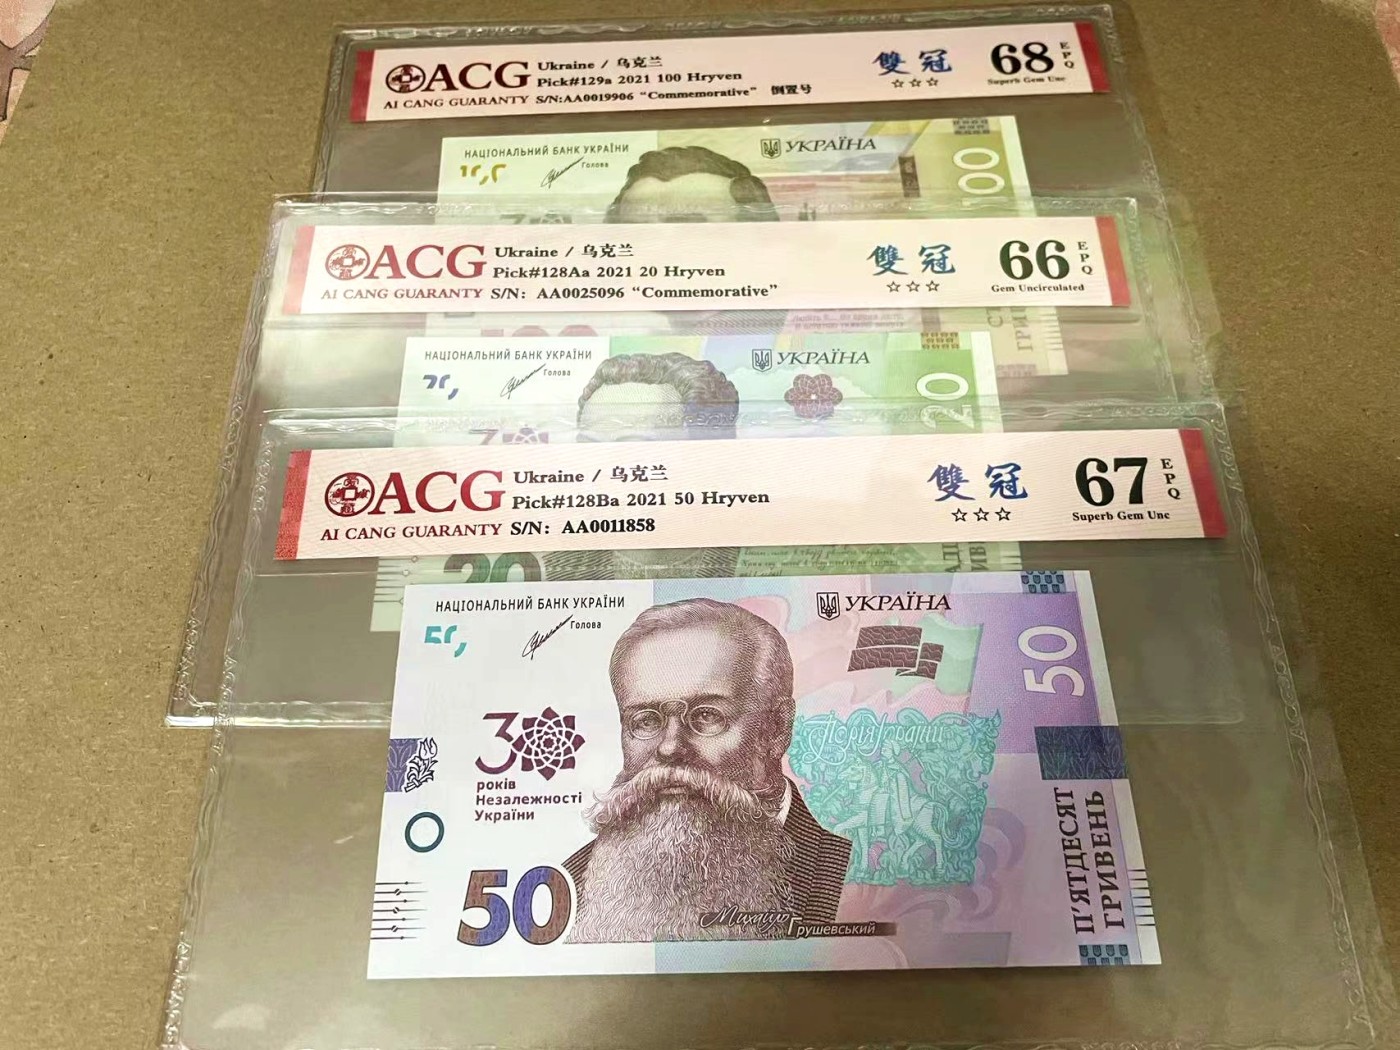 ACG
AI CANG GUARANTY
Ukraine / 乌克兰
Pick#129a 2021 100 Hryven
S/N:AA0019906 “Commemorative” 倒置号
雙冠
☆☆☆
68
EPQ
Superb Gem Unc
НАЦІОНАЛЬНИЙ БАНК УКРАЇНИ
Голова
УКРАЇНА
100
ACG
AI CANG GUARANTY
Ukraine / 乌克兰
Pick#128Aa 2021 20 Hryven
S/N: AA0025096 “Commemorative”
雙冠
☆☆☆
66
EPQ
Gem Uncirculated
НАЦІОНАЛЬНИЙ БАНК УКРАЇНИ
Голова
УКРАЇНА
20
ACG
AI CANG GUARANTY
Ukraine / 乌克兰
Pick#128Ba 2021 50 Hryven
S/N: AA0011858
雙冠
☆☆☆
67
EPQ
Superb Gem Unc
20
НАЦІОНАЛЬНИЙ БАНК УКРАЇНИ
Голова
УКРАЇНА
50
30
років
Незалежності
України
50
Михайло
Грушевський
П'ЯТДЕСЯТ
ГРИВЕНЬ